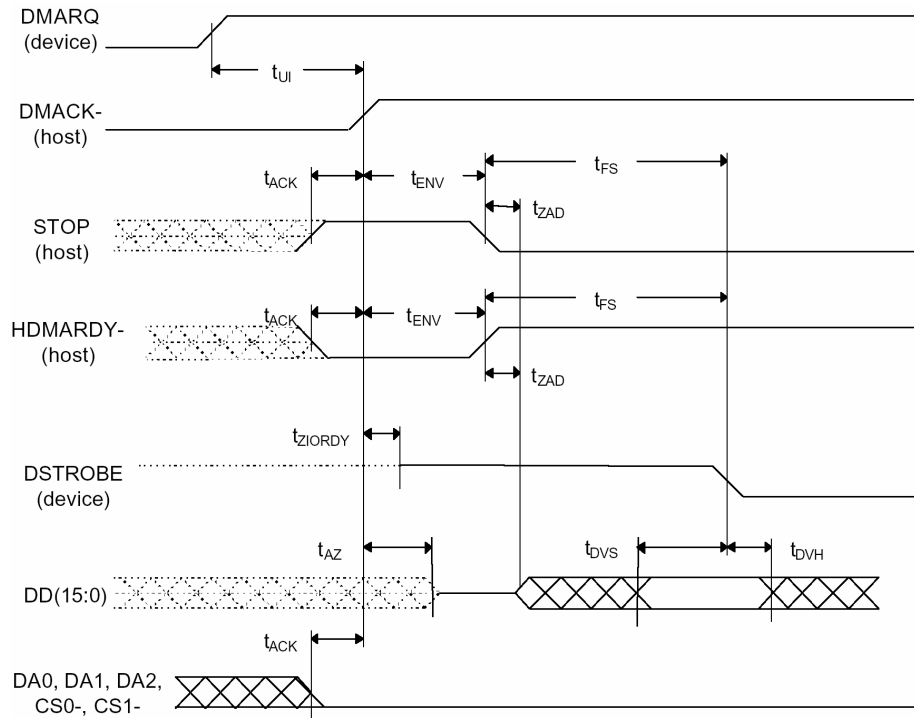 DMARQ
(device)
tUI
DMACK-
(host)
tACK
tENV
tFS
tZAD
STOP
(host)
tACK
tENV
tFS
HDMARDY-
(host)
tZAD
tZIORDY
DSTROBE
(device)
tAZ
tDVS
tDVH
DD(15:0)
tACK
DA0, DA1, DA2,
CS0-, CS1-